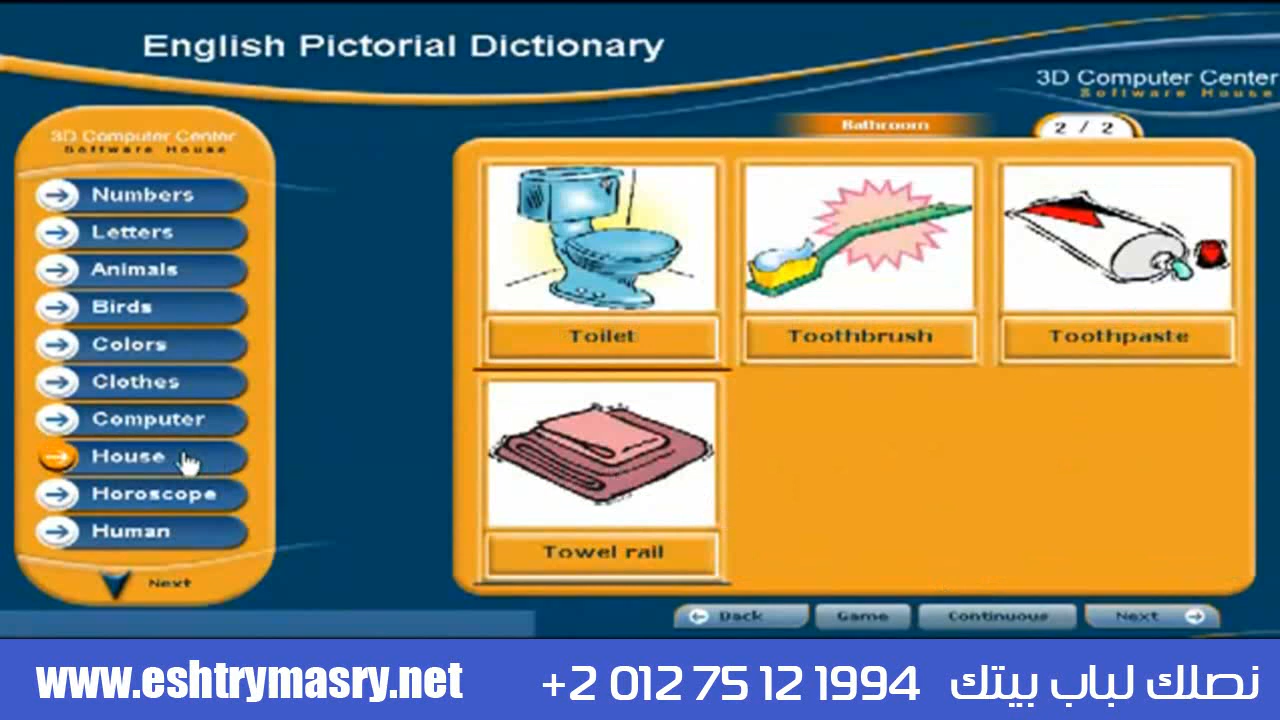 English Pictorial Dictionary
3D Computer Center
Software House
3D Computer Center
Software House
Numbers
Letters
Animals
Birds
Colors
Clothes
Computer
House
Horoscope
Human
Next
Bathroom
2 / 2
Toilet
Toothbrush
Toothpaste
Towel rail
Back
Game
Continuous
Next
www.eshtrymasry.net
+2 012 75 12 1994
نصلك لباب بيتك